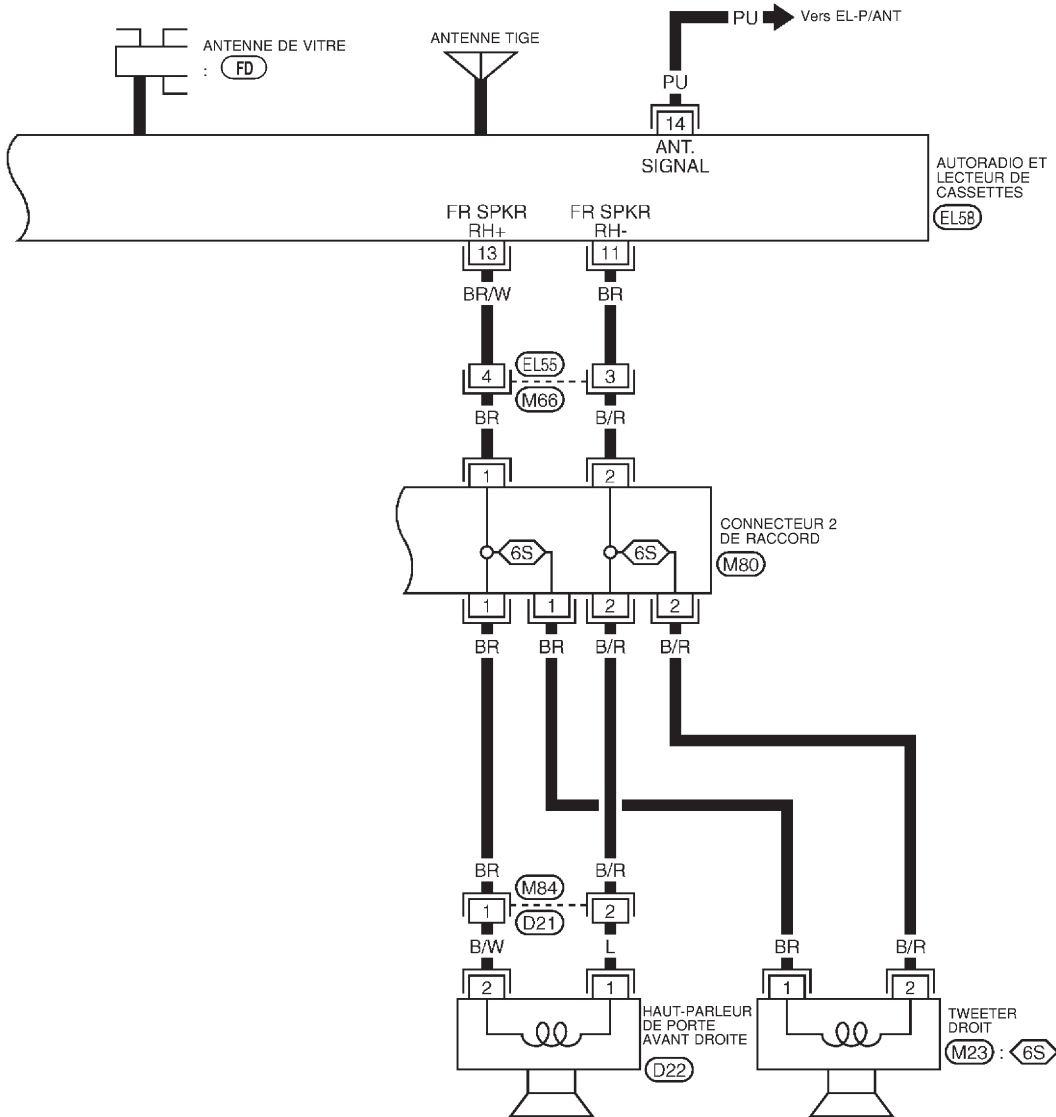 PU
Vers EL-P/ANT
ANTENNE DE VITRE
: FD
ANTENNE TIGE
PU
14
ANT.
SIGNAL
AUTORADIO ET
LECTEUR DE
CASSETTES
EL58
FR SPKR
RH+
FR SPKR
RH-
13
11
BR/W
BR
4
EL55
3
M66
BR
B/R
1
2
CONNECTEUR 2
DE RACCORD
M80
6S
6S
1
1
2
2
BR
BR
B/R
B/R
BR
B/R
M84
1
2
D21
B/W
L
BR
B/R
2
1
1
2
HAUT-PARLEUR
DE PORTE
AVANT DROITE
D22
TWEETER
DROIT
M23 : 6S